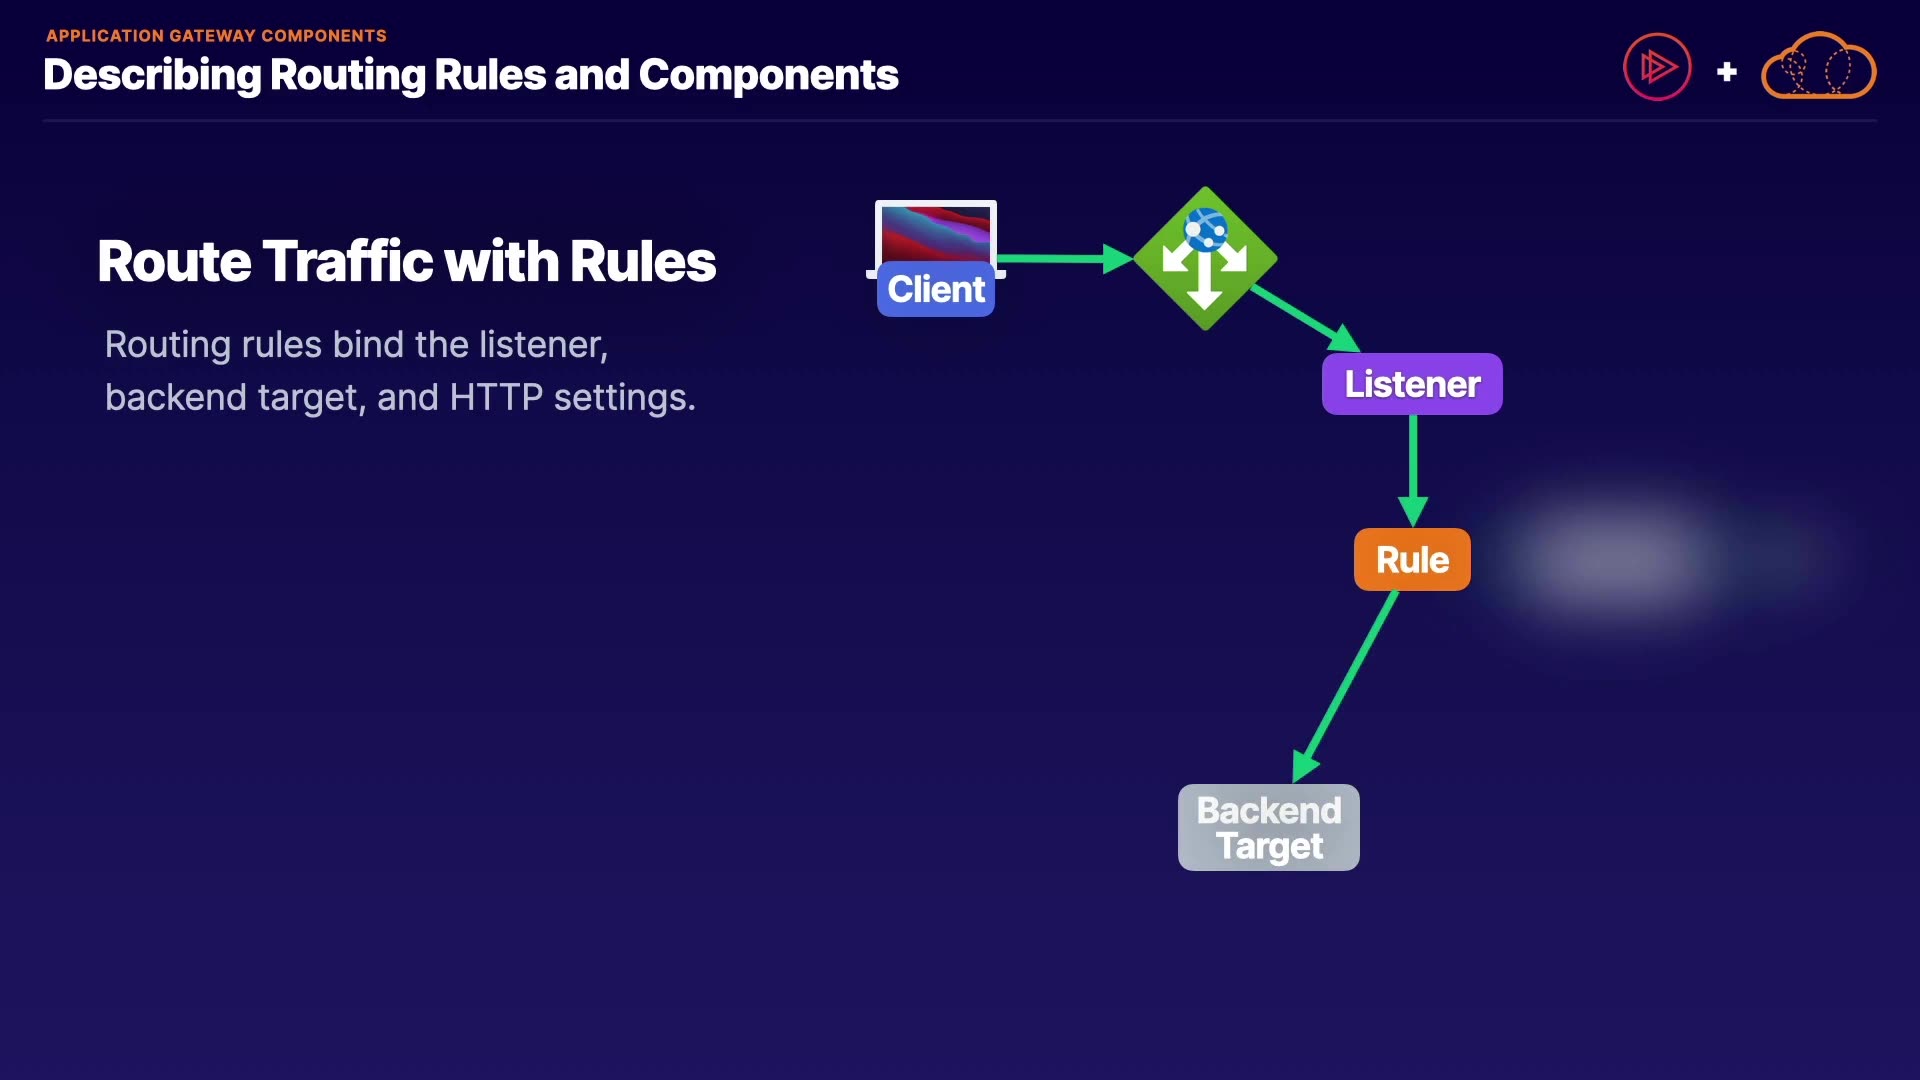 APPLICATION GATEWAY COMPONENTS
Describing Routing Rules and Components
Route Traffic with Rules
Routing rules bind the listener,
backend target, and HTTP settings.
Client
Listener
Rule
Backend
Target